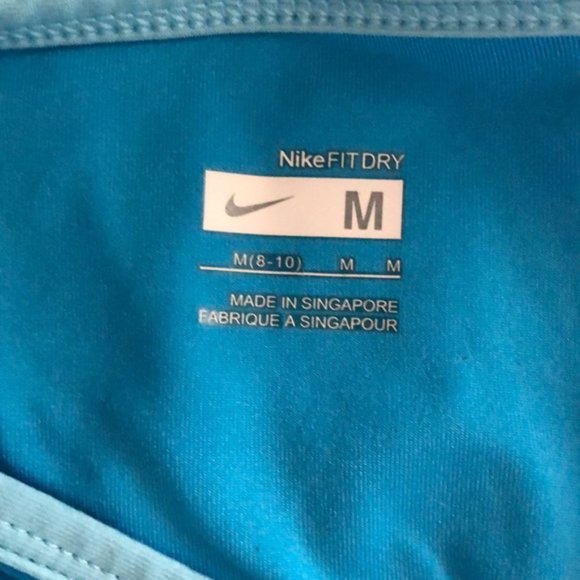 NikeFITDRY
M
M(8-10) M M
MADE IN SINGAPORE
FABRIQUE A SINGAPOUR